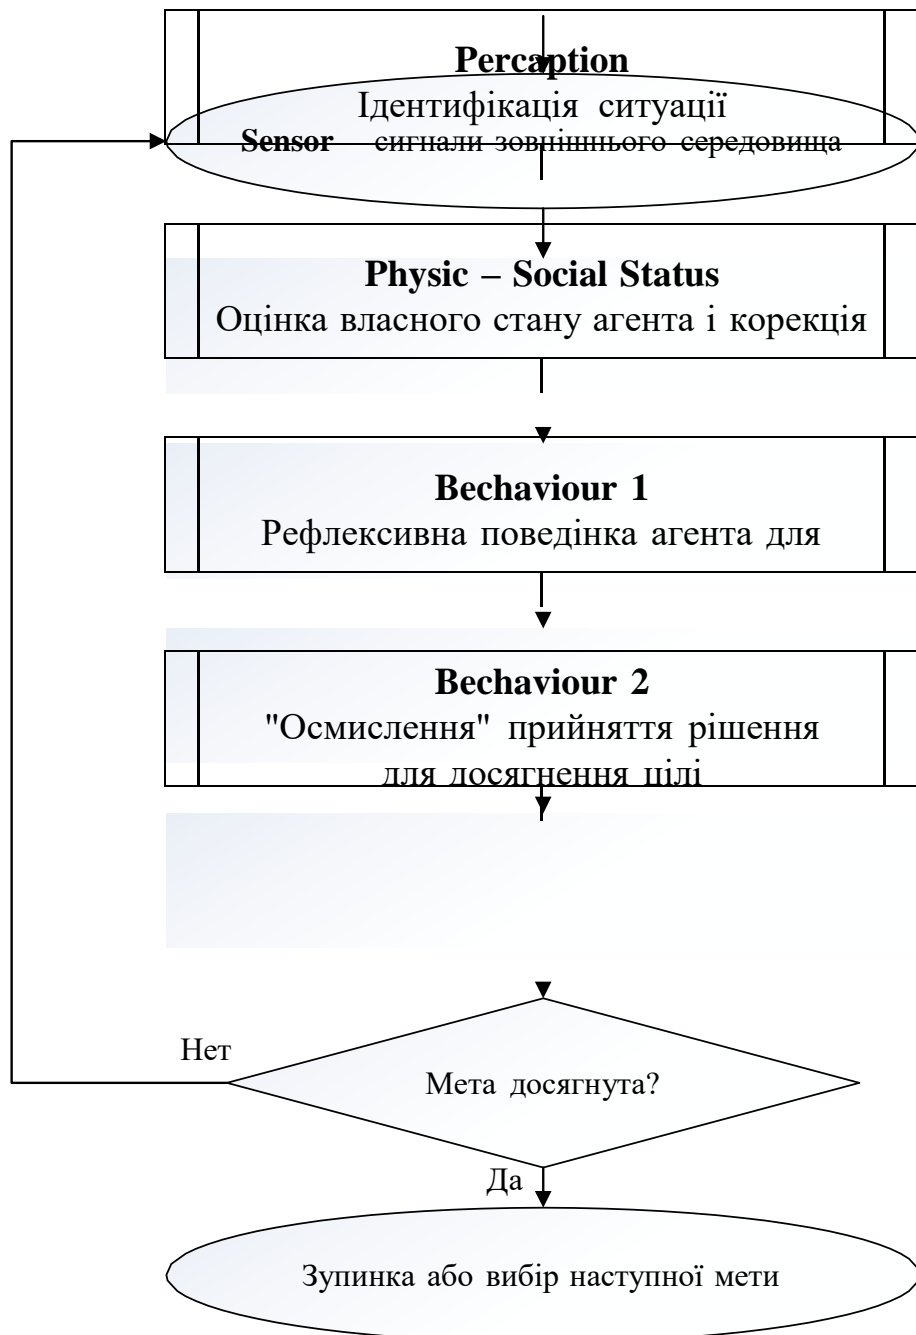 Percaption
Ідентифікація ситуації
Sensor сигнали зовнішнього середовища
Physic – Social Status
Оцінка власного стану агента і корекція
Bechaviour 1
Рефлексивна поведінка агента для
Bechaviour 2
"Осмислення" прийняття рішення
для досягнення цілі
Нет
Мета досягнута?
Да
Зупинка або вибір наступної мети